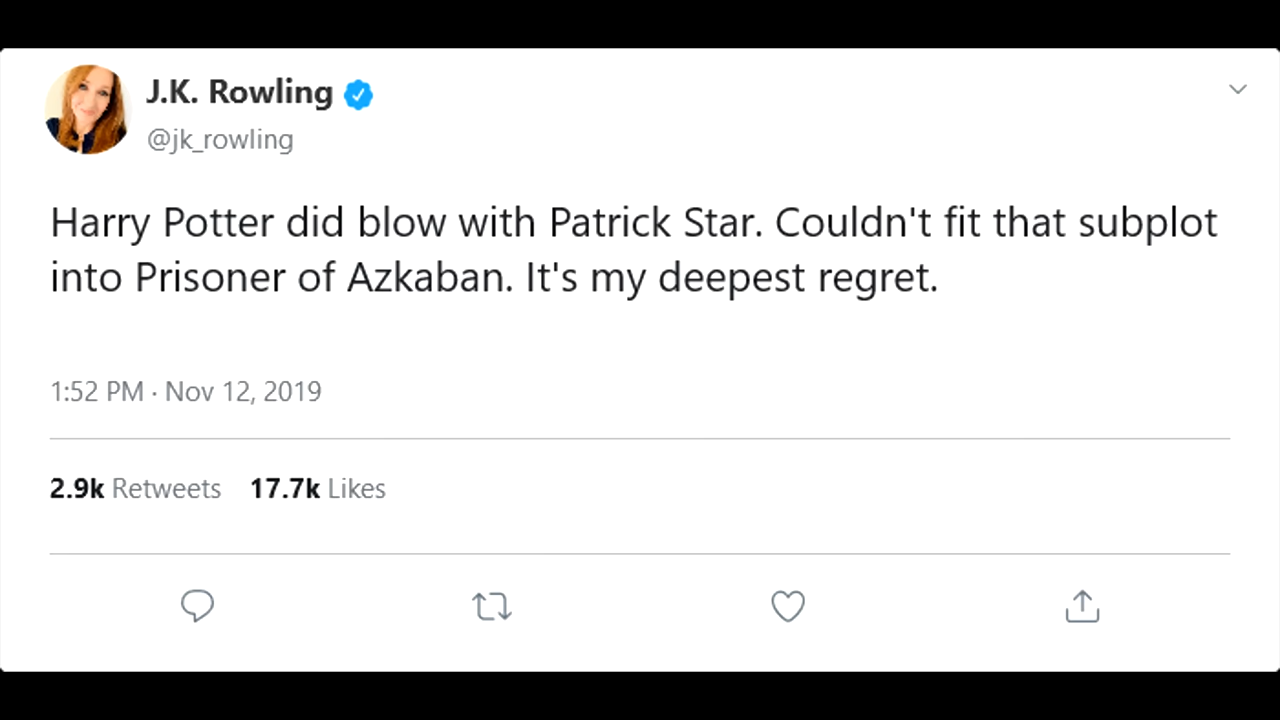 J.K. Rowling
@jk_rowling
Harry Potter did blow with Patrick Star. Couldn't fit that subplot
into Prisoner of Azkaban. It's my deepest regret.
1:52 PM · Nov 12, 2019
2.9k Retweets 17.7k Likes